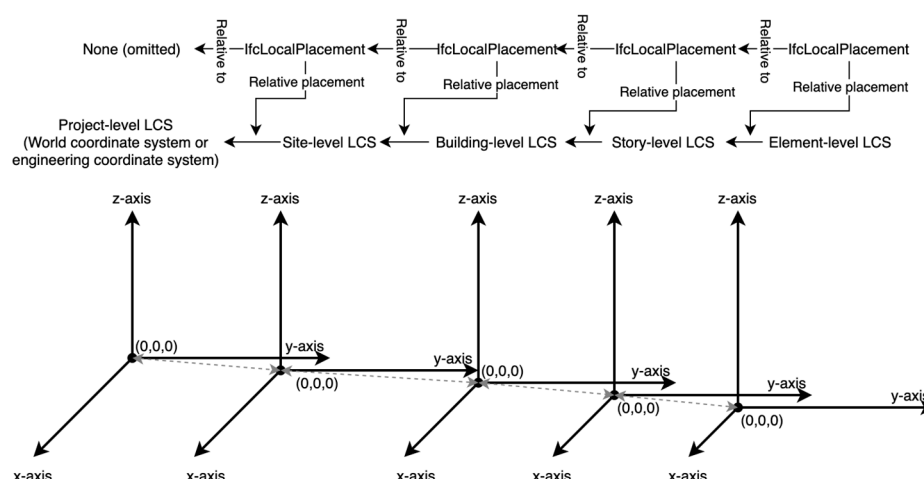 None (omitted)
Relative to
IfcLocalPlacement
Relative to
IfcLocalPlacement
Relative to
IfcLocalPlacement
Relative to
IfcLocalPlacement
Relative placement
Relative placement
Relative placement
Relative placement
Project-level LCS
(World coordinate system or
engineering coordinate system)
Site-level LCS
Building-level LCS
Story-level LCS
Element-level LCS
z-axis
z-axis
z-axis
z-axis
z-axis
(0,0,0)
y-axis
(0,0,0)
y-axis
(0,0,0)
y-axis
(0,0,0)
y-axis
(0,0,0)
y-axis
x-axis
x-axis
x-axis
x-axis
x-axis